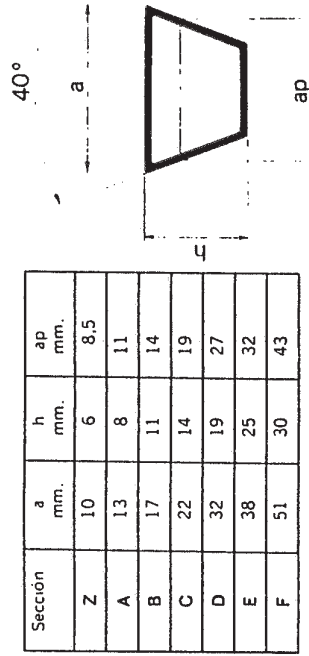 Sección a mm. h mm. ap mm.
Z 10 6 8,5
A 13 8 11
B 17 11 14
C 22 14 19
D 32 19 27
E 38 25 32
F 51 30 43
40°
a
h
ap